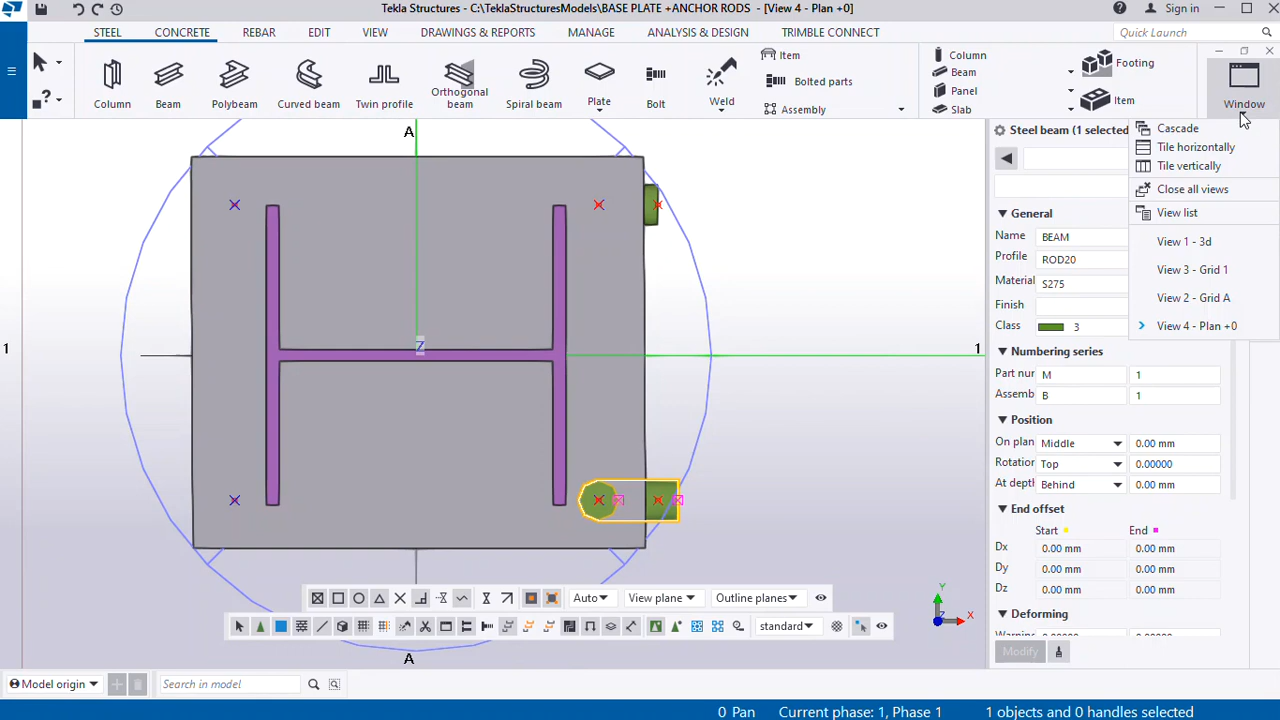 Tekla Structures - C:\TeklaStructuresModels\BASE PLATE +ANCHOR RODS - [View 4 - Plan +0]
Sign in
STEEL CONCRETE REBAR EDIT VIEW DRAWINGS & REPORTS MANAGE ANALYSIS & DESIGN TRIMBLE CONNECT
Quick Launch
Column Beam Polybeam Curved beam Twin profile Orthogonal beam Spiral beam Plate Bolt Weld
Item
Bolted parts
Assembly
Column
Beam
Panel
Slab
Footing
Item
Window
Cascade
Tile horizontally
Tile vertically
Close all views
View list
View 1 - 3d
View 3 - Grid 1
View 2 - Grid A
View 4 - Plan +0
A
1
Z
1
A
Steel beam (1 selected
General
Name BEAM
Profile ROD20
Material S275
Finish
Class 3
Numbering series
Part nur M 1
Assemb B 1
Position
On plan Middle 0.00 mm
Rotation Top 0.00000
At depth Behind 0.00 mm
End offset
Start End
Dx 0.00 mm 0.00 mm
Dy 0.00 mm 0.00 mm
Dz 0.00 mm 0.00 mm
Deforming
Modify
Auto View plane Outline planes
standard
Y
X
Z
Model origin
Search in model
0 Pan Current phase: 1, Phase 1 1 objects and 0 handles selected